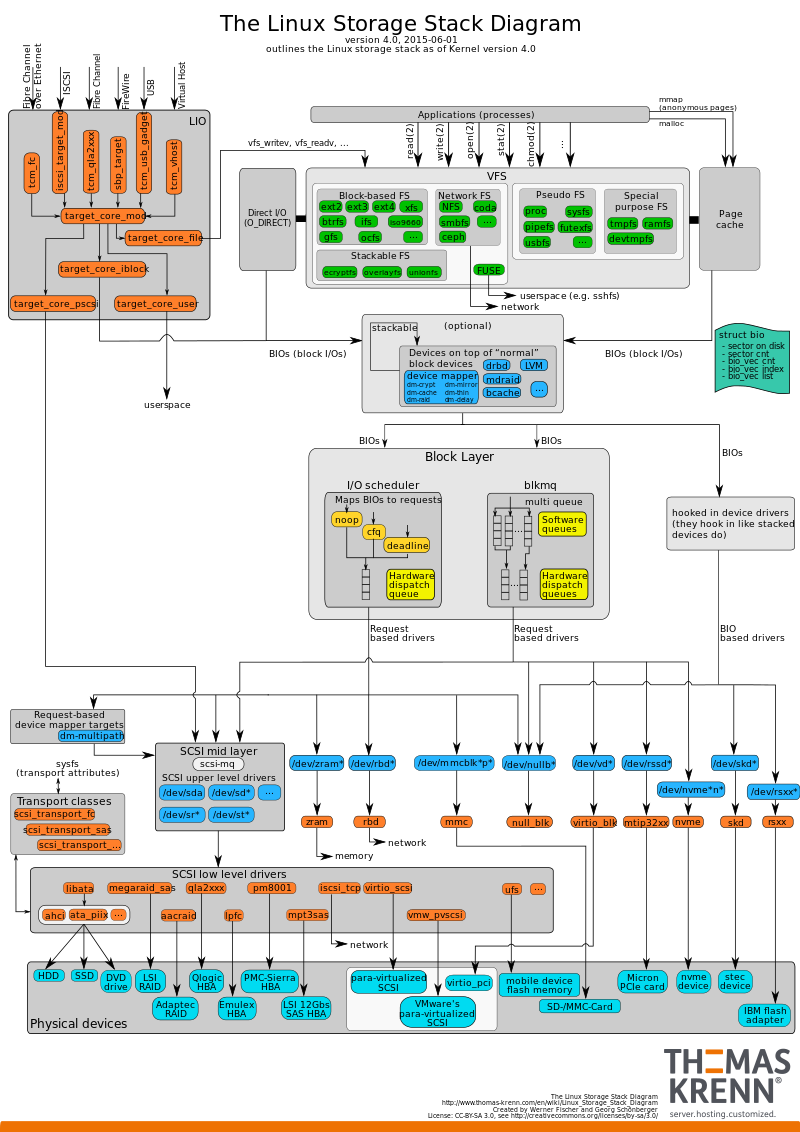 The Linux Storage Stack Diagram
version 4.0, 2015-06-01
outlines the Linux storage stack as of Kernel version 4.0
Fibre Channel
over Ethernet
ISCSI
Fibre Channel
FireWire
USB
Virtual Host
LIO
tcm_fc
iscsi_target_mod
tcm_qla2xxx
sbp_target
tcm_usb_gadget
tcm_vhost
target_core_mod
target_core_file
target_core_iblock
target_core_pscsi
target_core_user
userspace
vfs_writev, vfs_readv, ...
Applications (processes)
mmap
(anonymous pages)
malloc
read(2)
write(2)
open(2)
stat(2)
chmod(2)
...
VFS
Direct I/O
(O_DIRECT)
Block-based FS
ext2 ext3 ext4 xfs
btrfs ifs iso9660
gfs ocfs ...
Network FS
NFS coda
smbfs ...
ceph
Stackable FS
ecryptfs overlayfs unionfs
FUSE
Pseudo FS
proc sysfs
pipefs futexfs
usbfs ...
Special
purpose FS
tmpfs ramfs
devtmpfs
Page
cache
userspace (e.g. sshfs)
network
BIOs (block I/Os)
BIOs (block I/Os)
stackable
(optional)
Devices on top of “normal”
block devices
device mapper
dm-crypt dm-mirror
dm-cache dm-thin
dm-raid dm-delay
drbd LVM
mdraid
bcache ...
struct bio
- sector on disk
- sector cnt
- bio_vec cnt
- bio_vec index
- bio_vec list
BIOs
BIOs
BIOs
Block Layer
I/O scheduler
Maps BIOs to requests
noop
cfq
deadline
Hardware
dispatch
queue
blkmq
multi queue
Software
queues
Hardware
dispatch
queues
...
...
hooked in device drivers
(they hook in like stacked
devices do)
Request
based drivers
Request
based drivers
BIO
based drivers
Request-based
device mapper targets
dm-multipath
sysfs
(transport attributes)
Transport classes
scsi_transport_fc
scsi_transport_sas
scsi_transport_...
SCSI mid layer
scsi-mq
SCSI upper level drivers
/dev/sda /dev/sd* ...
/dev/sr* /dev/st*
/dev/zram* /dev/rbd* /dev/mmcblk*p* /dev/nullb* /dev/vd* /dev/rssd* /dev/skd*
/dev/nvme*n* /dev/rsxx*
zram rbd mmc null_blk virtio_blk mtip32xx nvme skd rsxx
network
memory
SCSI low level drivers
libata megaraid_sas qla2xxx pm8001 iscsi_tcp virtio_scsi ufs ...
ahci ata_piix ... aacraid lpfc mpt3sas vmw_pvscsi
network
HDD SSD DVD
drive
LSI
RAID
Adaptec
RAID
Qlogic
HBA
Emulex
HBA
PMC-Sierra
HBA
LSI 12Gbs
SAS HBA
para-virtualized
SCSI
virtio_pci
VMware's
para-virtualized
SCSI
mobile device
flash memory
SD-/MMC-Card
Micron
PCIe card
nvme
device
stec
device
IBM flash
adapter
Physical devices
THOMAS
KRENN®
server.hosting.customized.
The Linux Storage Stack Diagram
http://www.thomas-krenn.com/en/wiki/Linux_Storage_Stack_Diagram
Created by Werner Fischer and Georg Schönberger
License: CC-BY-SA 3.0, see http://creativecommons.org/licenses/by-sa/3.0/